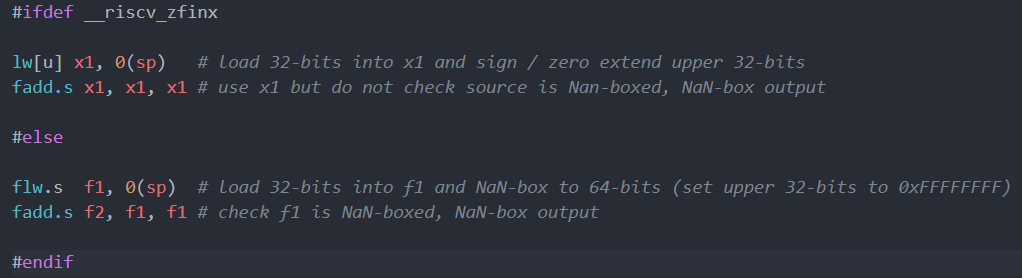 #ifdef __riscv_zfinx
lw[u] x1, 0(sp) # load 32-bits into x1 and sign / zero extend upper 32-bits
fadd.s x1, x1, x1 # use x1 but do not check source is Nan-boxed, NaN-box output
#else
flw.s f1, 0(sp) # load 32-bits into f1 and NaN-box to 64-bits (set upper 32-bits to 0xFFFFFFFF)
fadd.s f2, f1, f1 # check f1 is NaN-boxed, NaN-box output
#endif